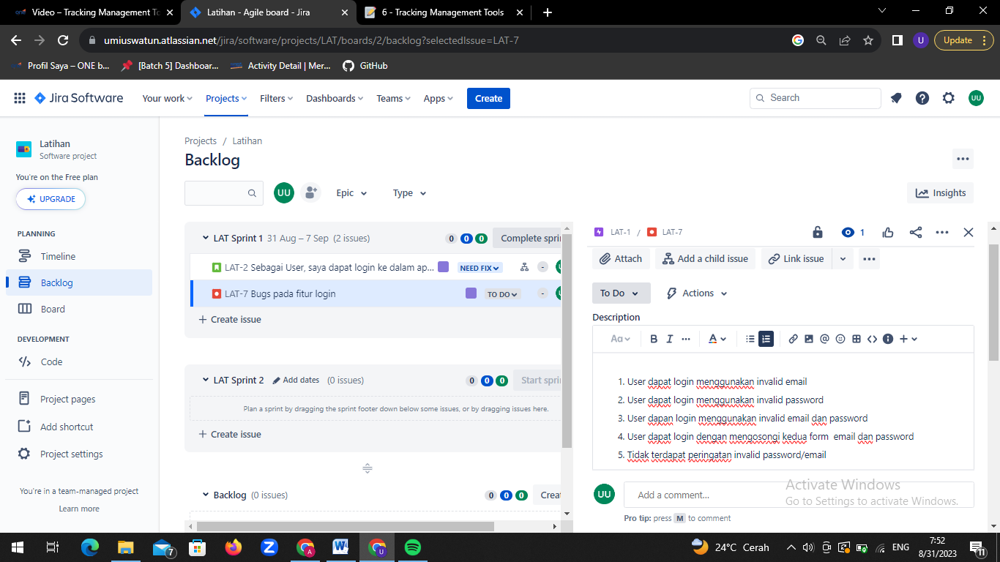 Video – Tracking Management To
Latihan - Agile board - Jira
6 - Tracking Management Tools
umiuswatun.atlassian.net/jira/software/projects/LAT/boards/2/backlog?selectedIssue=LAT-7
U
Update
Profil Saya – ONE b...
[Batch 5] Dashboar...
Activity Detail | Mer...
GitHub
Jira Software
Your work
Projects
Filters
Dashboards
Teams
Apps
Create
Search
UU
Latihan
Software project
You're on the Free plan
UPGRADE
PLANNING
Timeline
Backlog
Board
DEVELOPMENT
Code
Project pages
Add shortcut
Project settings
You're in a team-managed project
Learn more
Projects / Latihan
Backlog
UU
Epic
Type
Insights
LAT Sprint 1 31 Aug – 7 Sep (2 issues)
0 0 0
Complete sprin
LAT-2 Sebagai User, saya dapat login ke dalam ap...
NEED FIX
-
LAT-7 Bugs pada fitur login
TO DO
-
+ Create issue
LAT Sprint 2 Add dates (0 issues)
0 0 0
Start sprin
Plan a sprint by dragging the sprint footer down below some issues, or by dragging issues here.
+ Create issue
Backlog (0 issues)
0 0 0
Creat
LAT-1 / LAT-7
1
Attach
Add a child issue
Link issue
To Do
Actions
Description
Aa
B I A
1. User dapat login menggunakan invalid email
2. User dapat login menggunakan invalid password
3. User dapan login menggunakan invalid email dan password
4. User dapat login dengan mengosongi kedua form  email dan password
5. Tidak terdapat peringatan invalid password/email
UU
Add a comment...
Pro tip: press M to comment
Activate Windows
Go to Settings to activate Windows.
7
A
U
24°C Cerah
ENG
7:52
8/31/2023
11